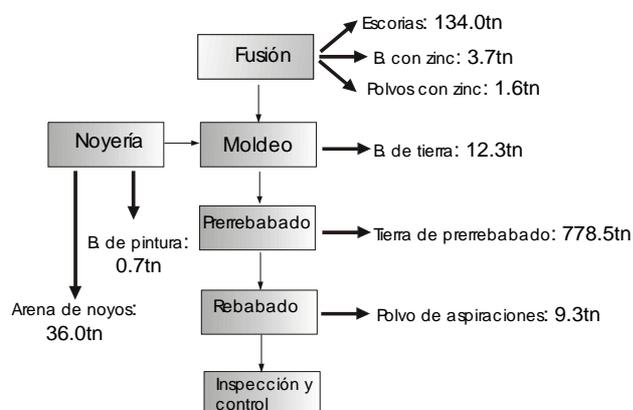 Escorias: 134.0tn
Fusión
B. con zinc: 3.7tn
Polvos con zinc: 1.6tn
Noyería
Moldeo
B. de tierra: 12.3tn
Prerrebabado
Tierra de prerrebabado: 778.5tn
B. de pintura:
0.7tn
Rebabado
Polvo de aspiraciones: 9.3tn
Arena de noyos:
36.0tn
Inspección y
control